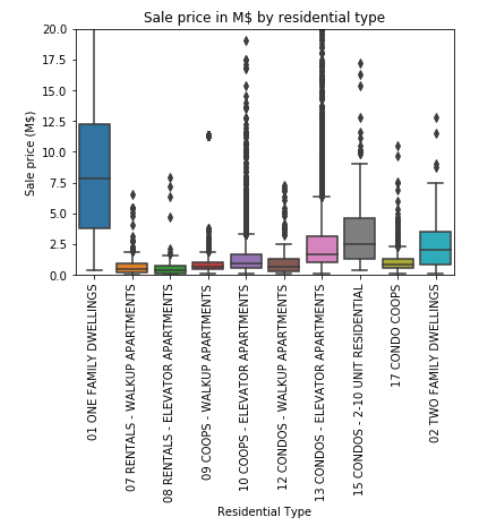 Sale price in M$ by residential type
20.0
17.5
15.0
12.5
10.0
7.5
5.0
2.5
0.0
Sale price (M$)
01 ONE FAMILY DWELLINGS
07 RENTALS - WALKUP APARTMENTS
08 RENTALS - ELEVATOR APARTMENTS
09 COOPS - WALKUP APARTMENTS
10 COOPS - ELEVATOR APARTMENTS
12 CONDOS - WALKUP APARTMENTS
13 CONDOS - ELEVATOR APARTMENTS
15 CONDOS - 2-10 UNIT RESIDENTIAL
17 CONDO COOPS
02 TWO FAMILY DWELLINGS
Residential Type